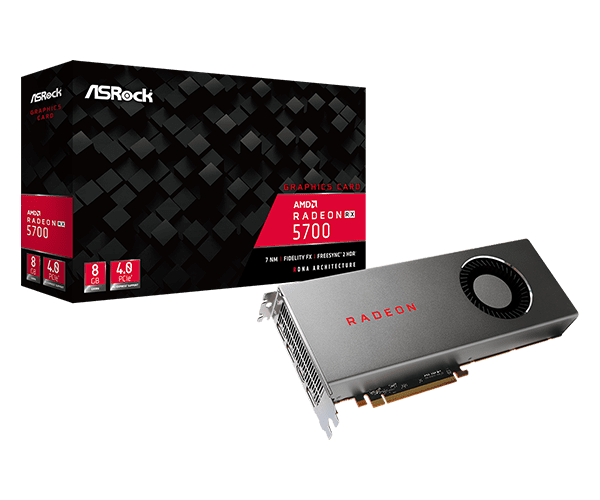 ASRock
GRAPHICS
CARD
AMD
RADEON RX
5700
8
GB
4.0
PCIe
ASRock
GRAPHICS CARD
AMD
RADEON RX
5700
7 NM | FIDELITY FX | FREESYNC 2 HDR
RDNA ARCHITECTURE
8
GB
4.0
PCIe
RADEON